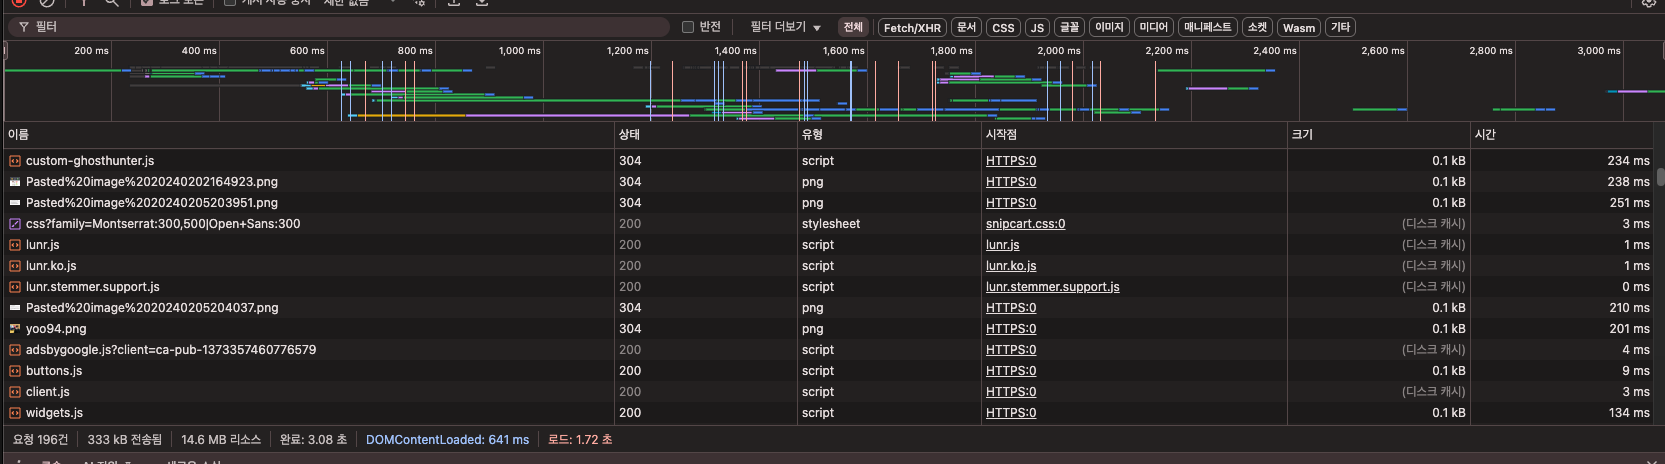 필터 반전 필터 더보기 전체 Fetch/XHR 문서 CSS JS 글꼴 이미지 미디어 매니페스트 소켓 Wasm 기타
200 ms 400 ms 600 ms 800 ms 1,000 ms 1,200 ms 1,400 ms 1,600 ms 1,800 ms 2,000 ms 2,200 ms 2,400 ms 2,600 ms 2,800 ms 3,000 ms
이름 상태 유형 시작점 크기 시간
custom-ghosthunter.js 304 script HTTPS:0 0.1 kB 234 ms
Pasted%20image%2020240202164923.png 304 png HTTPS:0 0.1 kB 238 ms
Pasted%20image%2020240205203951.png 304 png HTTPS:0 0.1 kB 251 ms
css?family=Montserrat:300,500|Open+Sans:300 200 stylesheet snipcart.css:0 (디스크 캐시) 3 ms
lunr.js 200 script lunr.js (디스크 캐시) 1 ms
lunr.ko.js 200 script lunr.ko.js (디스크 캐시) 1 ms
lunr.stemmer.support.js 200 script lunr.stemmer.support.js (디스크 캐시) 0 ms
Pasted%20image%2020240205204037.png 304 png HTTPS:0 0.1 kB 210 ms
yoo94.png 304 png HTTPS:0 0.1 kB 201 ms
adsbygoogle.js?client=ca-pub-1373357460776579 200 script HTTPS:0 (디스크 캐시) 4 ms
buttons.js 200 script HTTPS:0 0.1 kB 9 ms
client.js 200 script HTTPS:0 (디스크 캐시) 3 ms
widgets.js 200 script HTTPS:0 0.1 kB 134 ms
요청 196건 333 kB 전송됨 14.6 MB 리소스 완료: 3.08 초 DOMContentLoaded: 641 ms 로드: 1.72 초